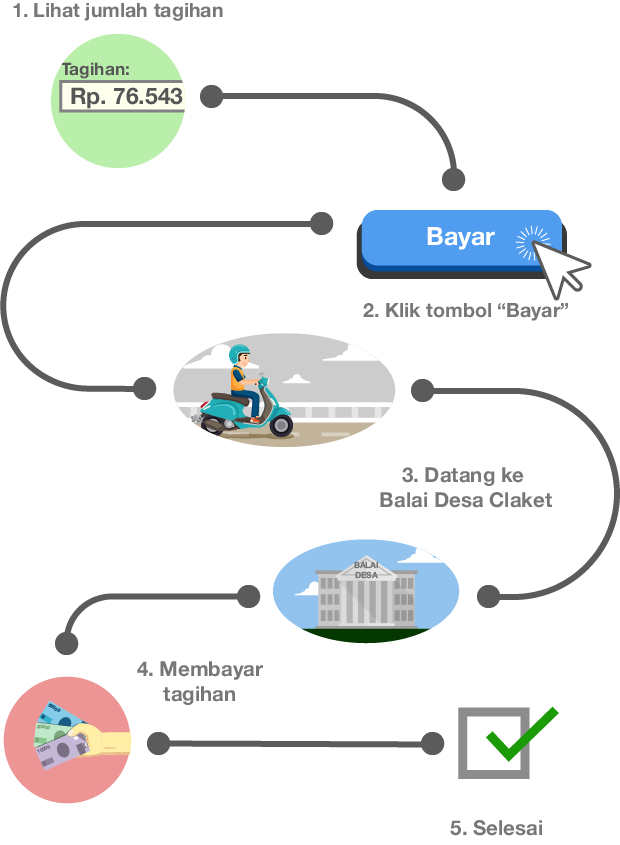 1. Lihat jumlah tagihan
Tagihan:
Rp. 76.543
Bayar
2. Klik tombol “Bayar”
3. Datang ke
Balai Desa Claket
BALAI
DESA
4. Membayar
tagihan
5. Selesai